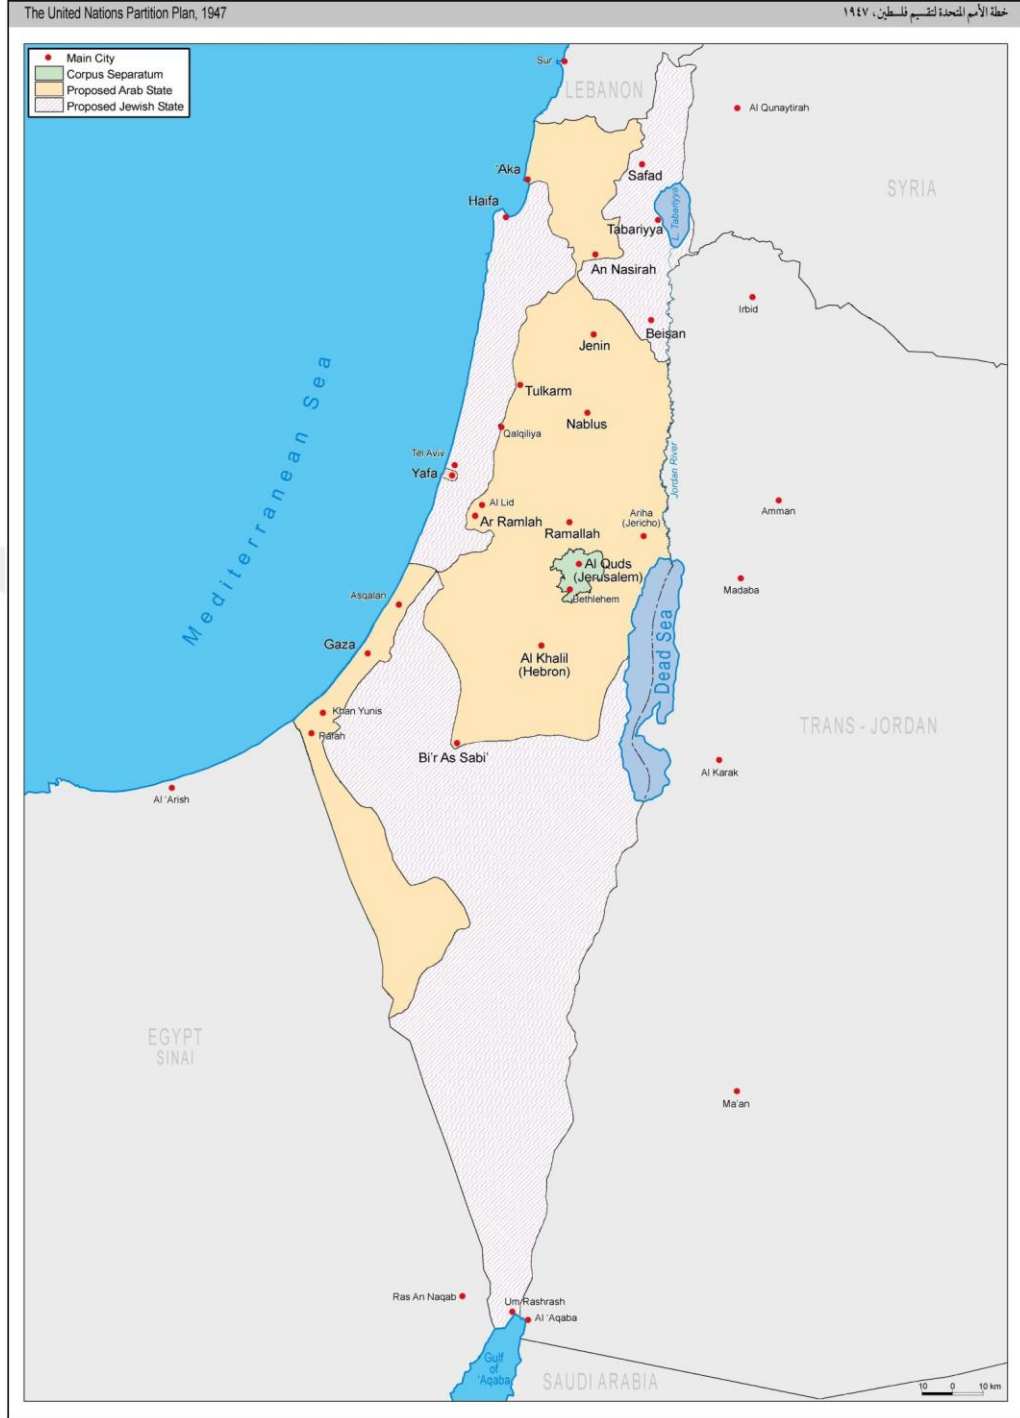 The United Nations Partition Plan, 1947
خطة الأمم المتحدة لتقسيم فلسطين، ١٩٤٧
Main City
Corpus Separatum
Proposed Arab State
Proposed Jewish State
Sur
LEBANON
Al Qunaytirah
'Aka
Safad
SYRIA
Haifa
L. Tabariyya
Tabariyya
An Nasirah
Irbid
Beisan
Jenin
Mediterranean Sea
Tulkarm
Nablus
Qalqiliya
Tel Aviv
Yafa
Jordan River
Al Lid
Ar Ramlah
Ramallah
Ariha
(Jericho)
Amman
Al Quds
(Jerusalem)
Bethlehem
Madaba
'Asqalan
Gaza
Al Khalil
(Hebron)
Dead Sea
Khan Yunis
Rafah
TRANS - JORDAN
Bi'r As Sabi'
Al Karak
Al 'Arish
EGYPT
SINAI
Ma'an
Ras An Naqab
Um Rashrash
Al 'Aqaba
Gulf
of
'Aqaba
SAUDI ARABIA
10 0 10 km